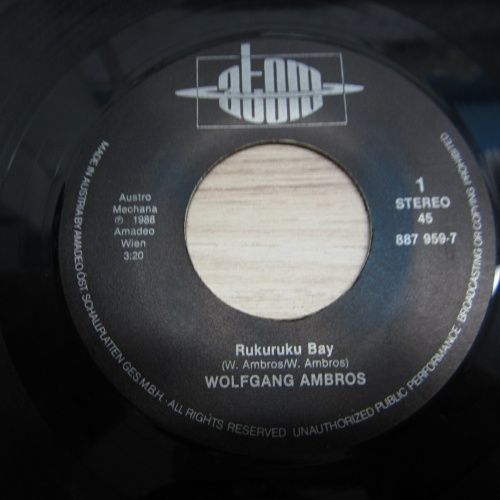 atom
1
STEREO
45
887 959-7
Austro
Mechana
℗ 1988
Amadeo
Wien
3:20
Rukuruku Bay
(W. Ambros/W. Ambros)
WOLFGANG AMBROS
MADE IN AUSTRIA BY AMADEO ÖST. SCHALLPLATTEN GES.M.B.H. · ALL RIGHTS RESERVED · UNAUTHORIZED PUBLIC PERFORMANCE · BROADCASTING OR COPYING PROHIBITED